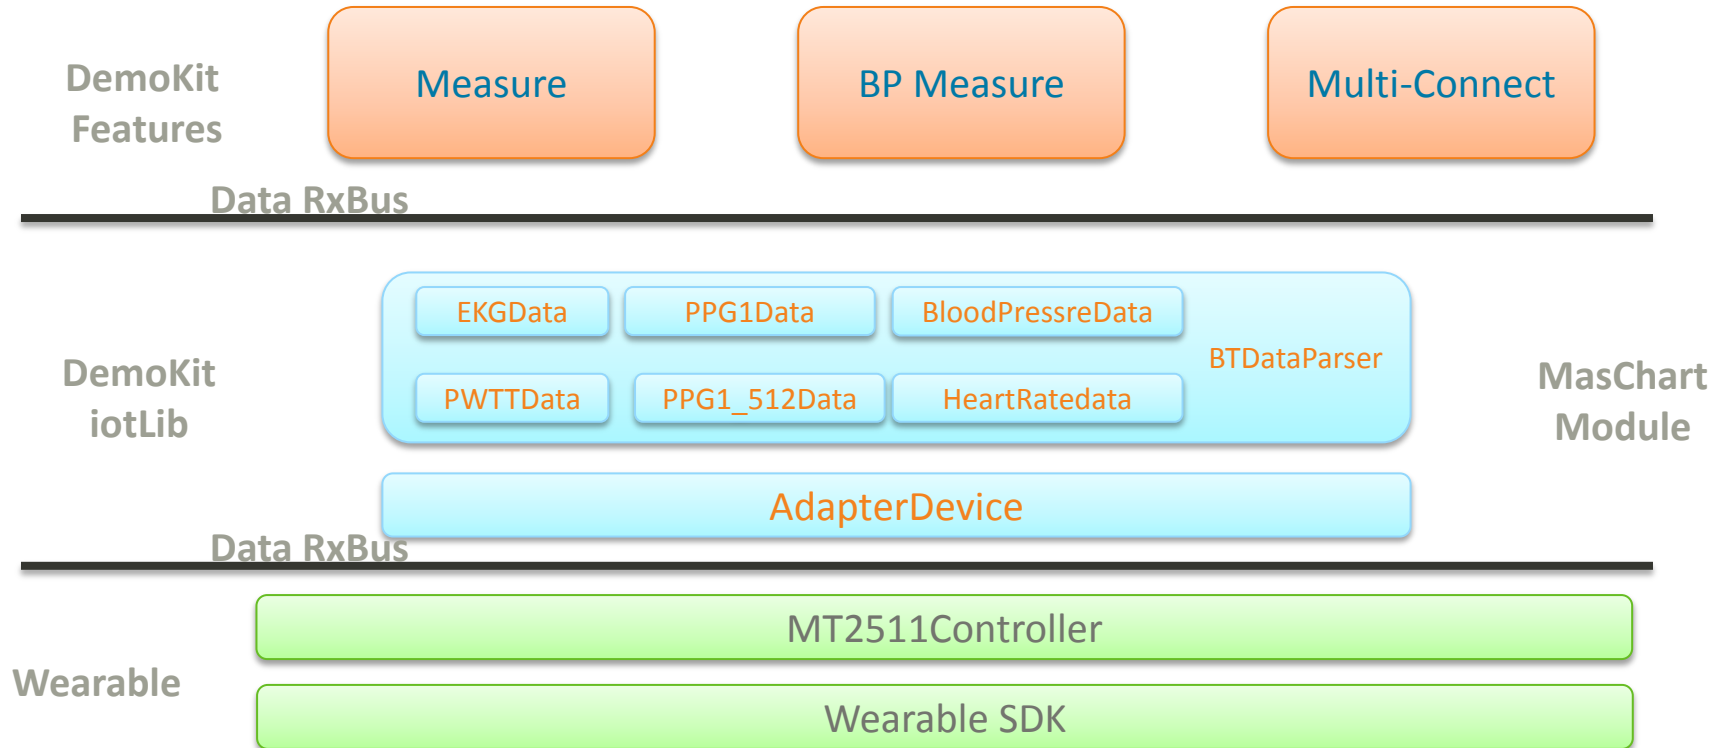 DemoKit
Features
Measure
BP Measure
Multi-Connect
Data RxBus
EKGData
PPG1Data
BloodPressreData
BTDataParser
PWTTData
PPG1_512Data
HeartRatedata
DemoKit
iotLib
MasChart
Module
AdapterDevice
Data RxBus
MT2511Controller
Wearable
Wearable SDK